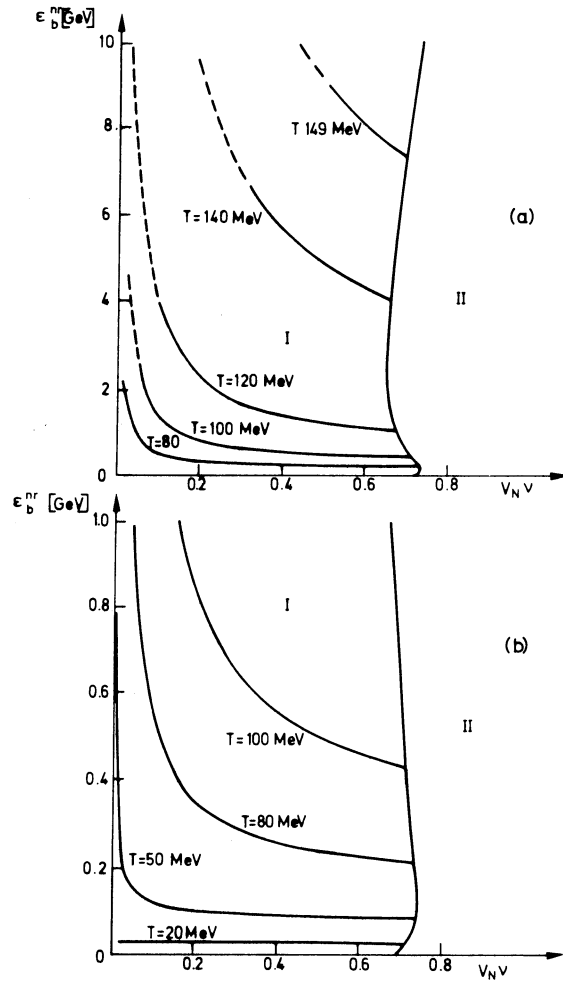 ε_b^nr [GeV]
10
8
6
4
2
0
T 149 MeV
T=140 MeV
(a)
II
I
T=120 MeV
T=100 MeV
T=80
0.2
0.4
0.6
0.8
V_N ν
ε_b^nr [GeV]
1.0
0.8
0.6
0.4
0.2
0
I
(b)
II
T=100 MeV
T=80 MeV
T=50 MeV
T=20 MeV
0.2
0.4
0.6
0.8
V_N ν